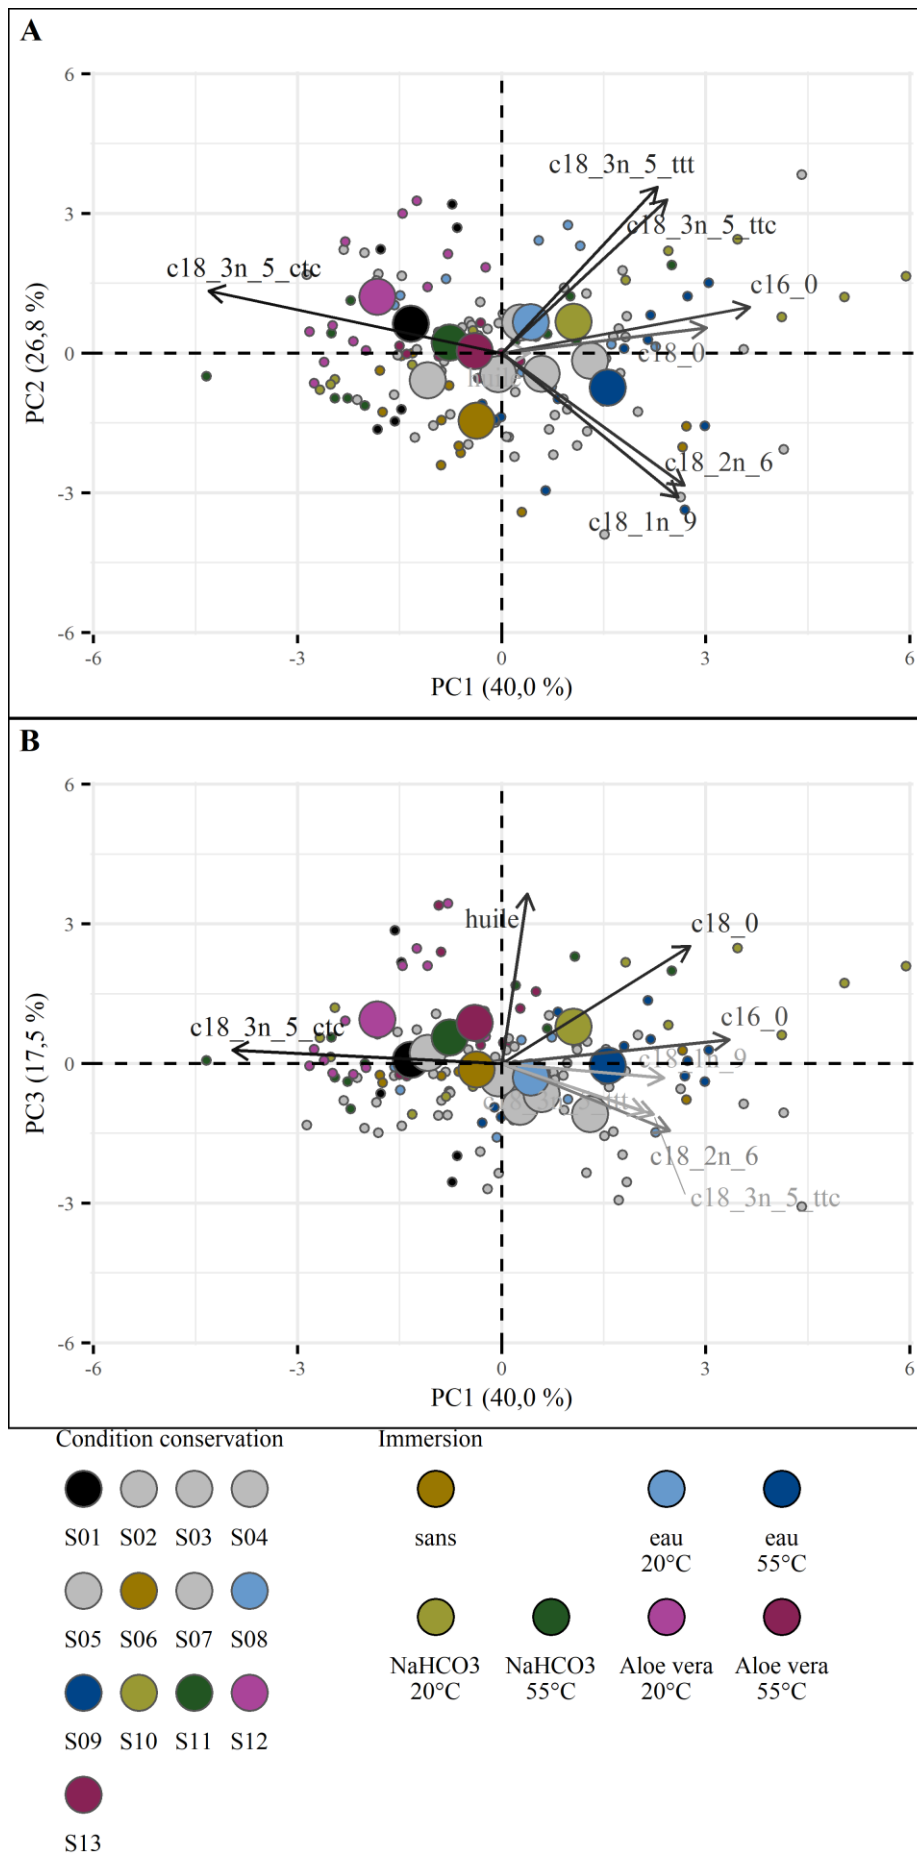 A
6
3
0
-3
-6
PC2 (26,8 %)
c18_3n_5_ttt
c18_3n_5_ttc
c18_3n_5_ctc
c16_0
c18_0
huile
c18_2n_6
c18_1n_9
-6 -3 0 3 6
PC1 (40,0 %)
B
6
3
0
-3
-6
PC3 (17,5 %)
huile
c18_0
c18_3n_5_ctc
c16_0
c18_1n_9
c18_3n_5_ttt
c18_2n_6
c18_3n_5_ttc
-6 -3 0 3 6
PC1 (40,0 %)
Condition conservation
S01 S02 S03 S04
S05 S06 S07 S08
S09 S10 S11 S12
S13
Immersion
sans
eau
20°C
eau
55°C
NaHCO3
20°C
NaHCO3
55°C
Aloe vera
20°C
Aloe vera
55°C